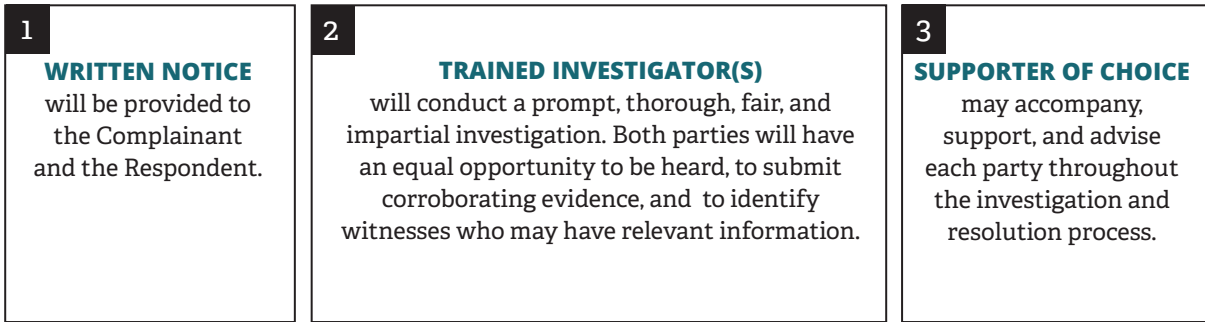 1
WRITTEN NOTICE
will be provided to
the Complainant
and the Respondent.
2
TRAINED INVESTIGATOR(S)
will conduct a prompt, thorough, fair, and
impartial investigation. Both parties will have
an equal opportunity to be heard, to submit
corroborating evidence, and to identify
witnesses who may have relevant information.
3
SUPPORTER OF CHOICE
may accompany,
support, and advise
each party throughout
the investigation and
resolution process.